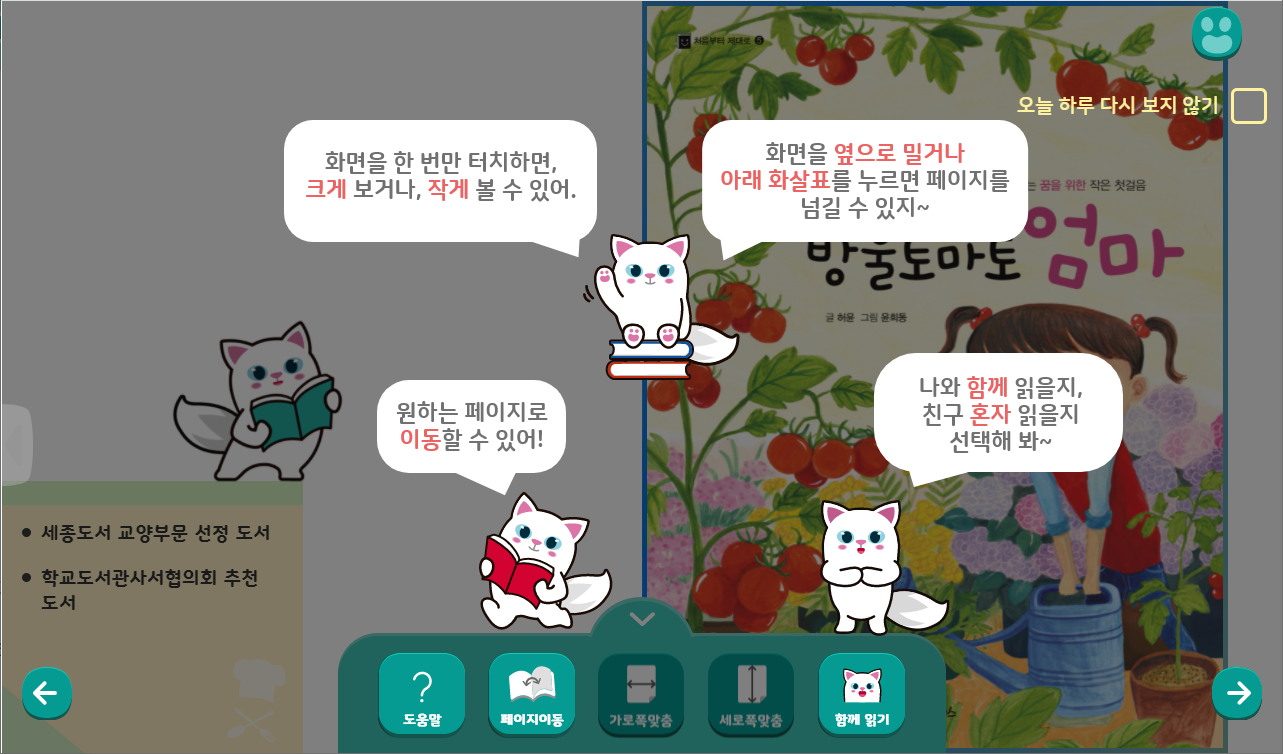 처음부터 제대로 5
오늘 하루 다시 보지 않기
화면을 한 번만 터치하면,
크게 보거나, 작게 볼 수 있어.
화면을 옆으로 밀거나
아래 화살표를 누르면 페이지를
넘길 수 있지~
꿈을 위한 작은 첫걸음
방울토마토 엄마
글 허윤 그림 윤희동
원하는 페이지로
이동할 수 있어!
나와 함께 읽을지,
친구 혼자 읽을지
선택해 봐~
세종도서 교양부문 선정 도서
학교도서관사서협의회 추천
도서
?
도움말
페이지이동
가로폭맞춤
세로폭맞춤
함께 읽기